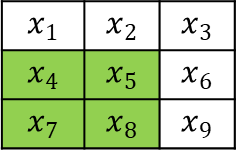 x₁ x₂ x₃
x₄ x₅ x₆
x₇ x₈ x₉